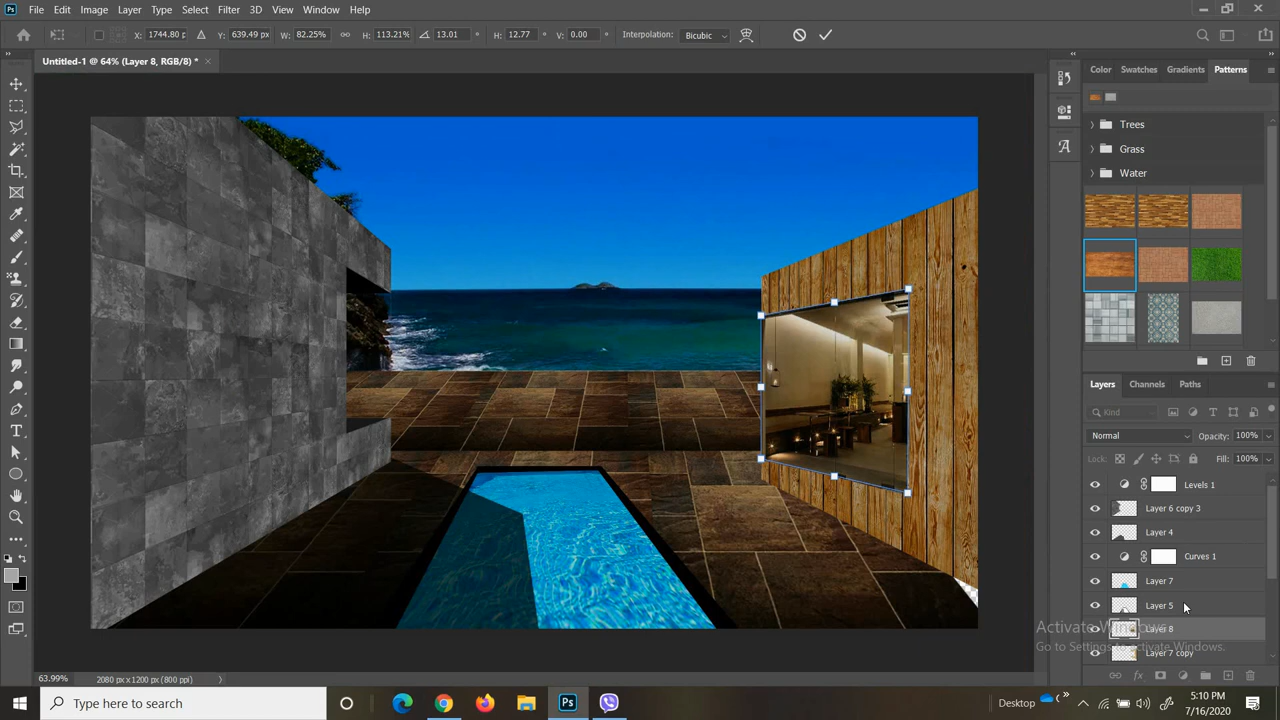 Ps File Edit Image Layer Type Select Filter 3D View Window Help
X: 1744.80 p Y: 639.49 px W: 82.25% H: 113.21% 13.01 ° H: 12.77 ° V: 0.00 ° Interpolation: Bicubic
Untitled-1 @ 64% (Layer 8, RGB/8) * ×
Color Swatches Gradients Patterns
Trees
Grass
Water
Layers Channels Paths
Kind
Normal Opacity: 100%
Lock: Fill: 100%
Levels 1
Layer 6 copy 3
Layer 4
Curves 1
Layer 7
Layer 5
Layer 8
Layer 7 copy
Activate Windows
Go to Settings to Activate Windows.
63.99% 2080 px x 1200 px (800 ppi)
Type here to search
Ps
Desktop
5:10 PM
7/16/2020